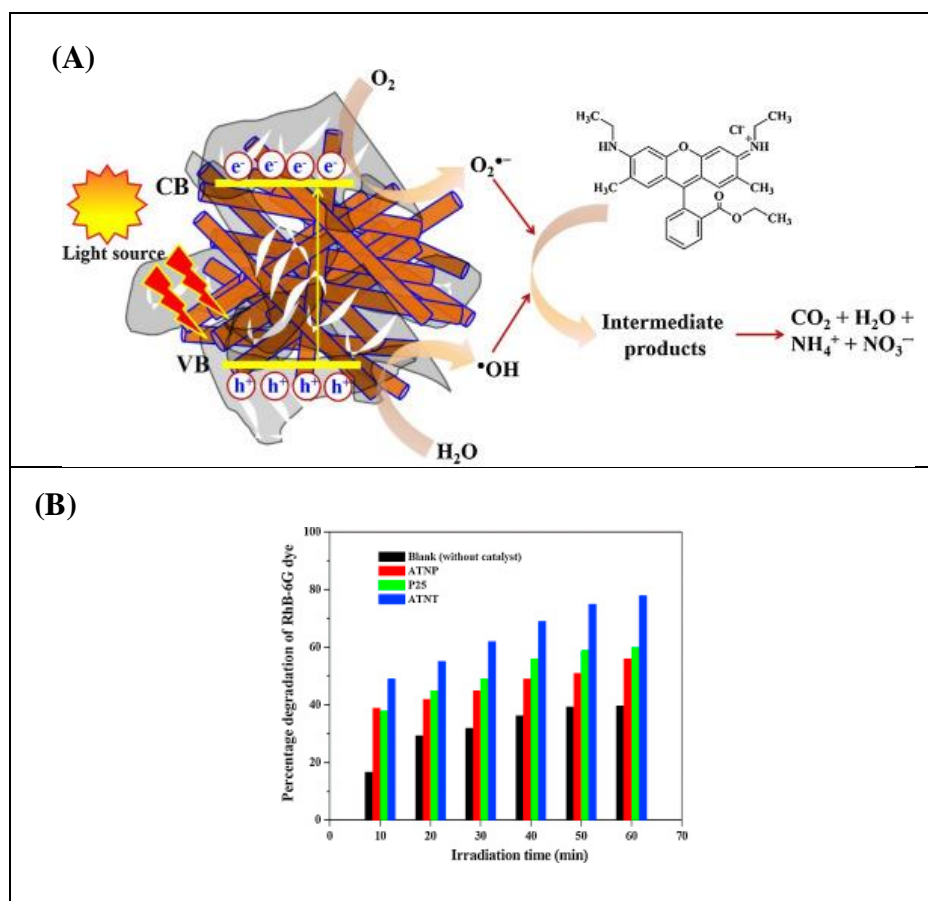 (A)
O₂
H₃C
Cl⁻
CH₃
HN
O
NH⁺
H₃C
CH₃
O
O
CH₃
CB
e⁻ e⁻ e⁻ e⁻
O₂•⁻
Light source
VB
h⁺ h⁺ h⁺ h⁺
•OH
H₂O
Intermediate
products
CO₂ + H₂O +
NH₄⁺ + NO₃⁻
(B)
Percentage degradation of RhB-6G dye
100
80
60
40
20
0
Blank (without catalyst)
ATNP
P25
ATNT
0 10 20 30 40 50 60 70
Irradiation time (min)